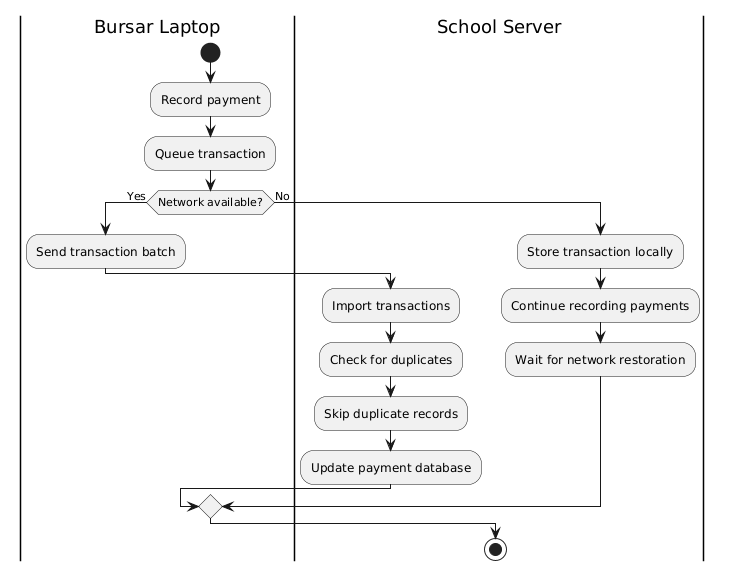 Bursar Laptop
School Server
Record payment
Queue transaction
Yes
Network available?
No
Send transaction batch
Store transaction locally
Import transactions
Continue recording payments
Check for duplicates
Wait for network restoration
Skip duplicate records
Update payment database